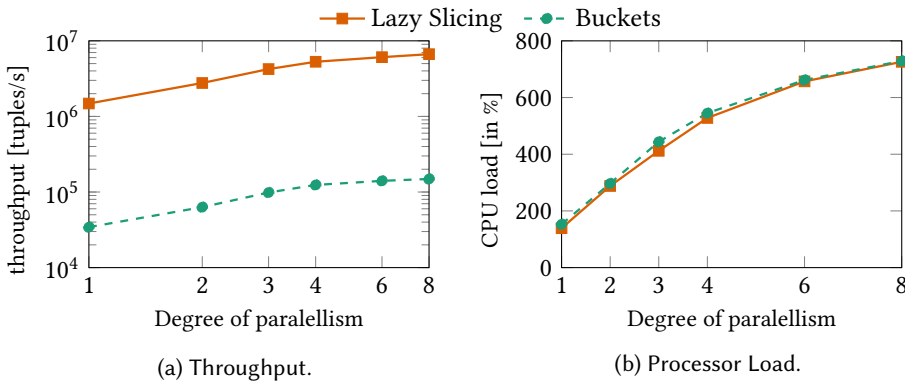 Lazy Slicing Buckets
throughput [tuples/s]
10^7
10^6
10^5
10^4
1 2 3 4 6 8
Degree of paralellism
(a) Throughput.
CPU load [in %]
800
600
400
200
0
1 2 3 4 6 8
Degree of paralellism
(b) Processor Load.